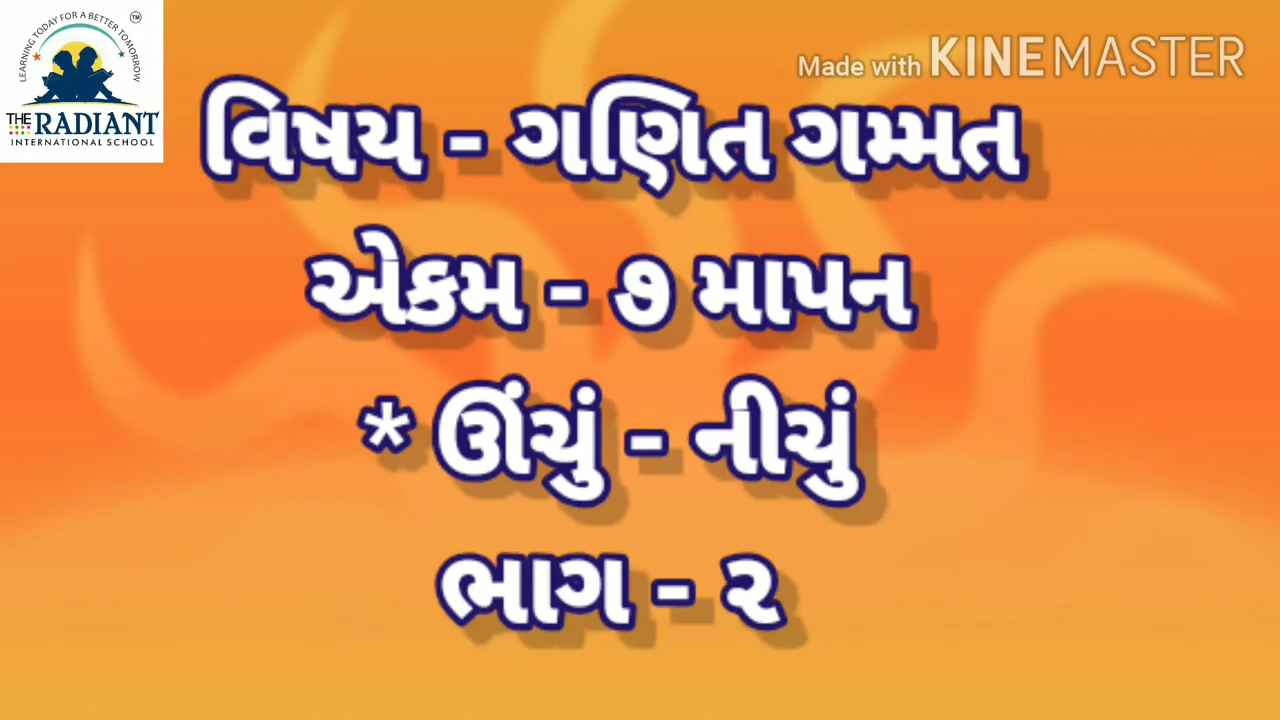 LEARNING TODAY FOR A BETTER TOMORROW
TM
THE RADIANT
INTERNATIONAL SCHOOL
Made with KINEMASTER
વિષય - ગણિત ગમ્મત
એકમ - ૭ માપન
* ઊંચું - નીચું
ભાગ - ૨